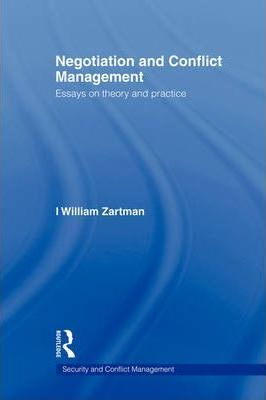 Negotiation and Conflict
Management
Essays on theory and practice
I William Zartman
ROUTLEDGE
Security and Conflict Management